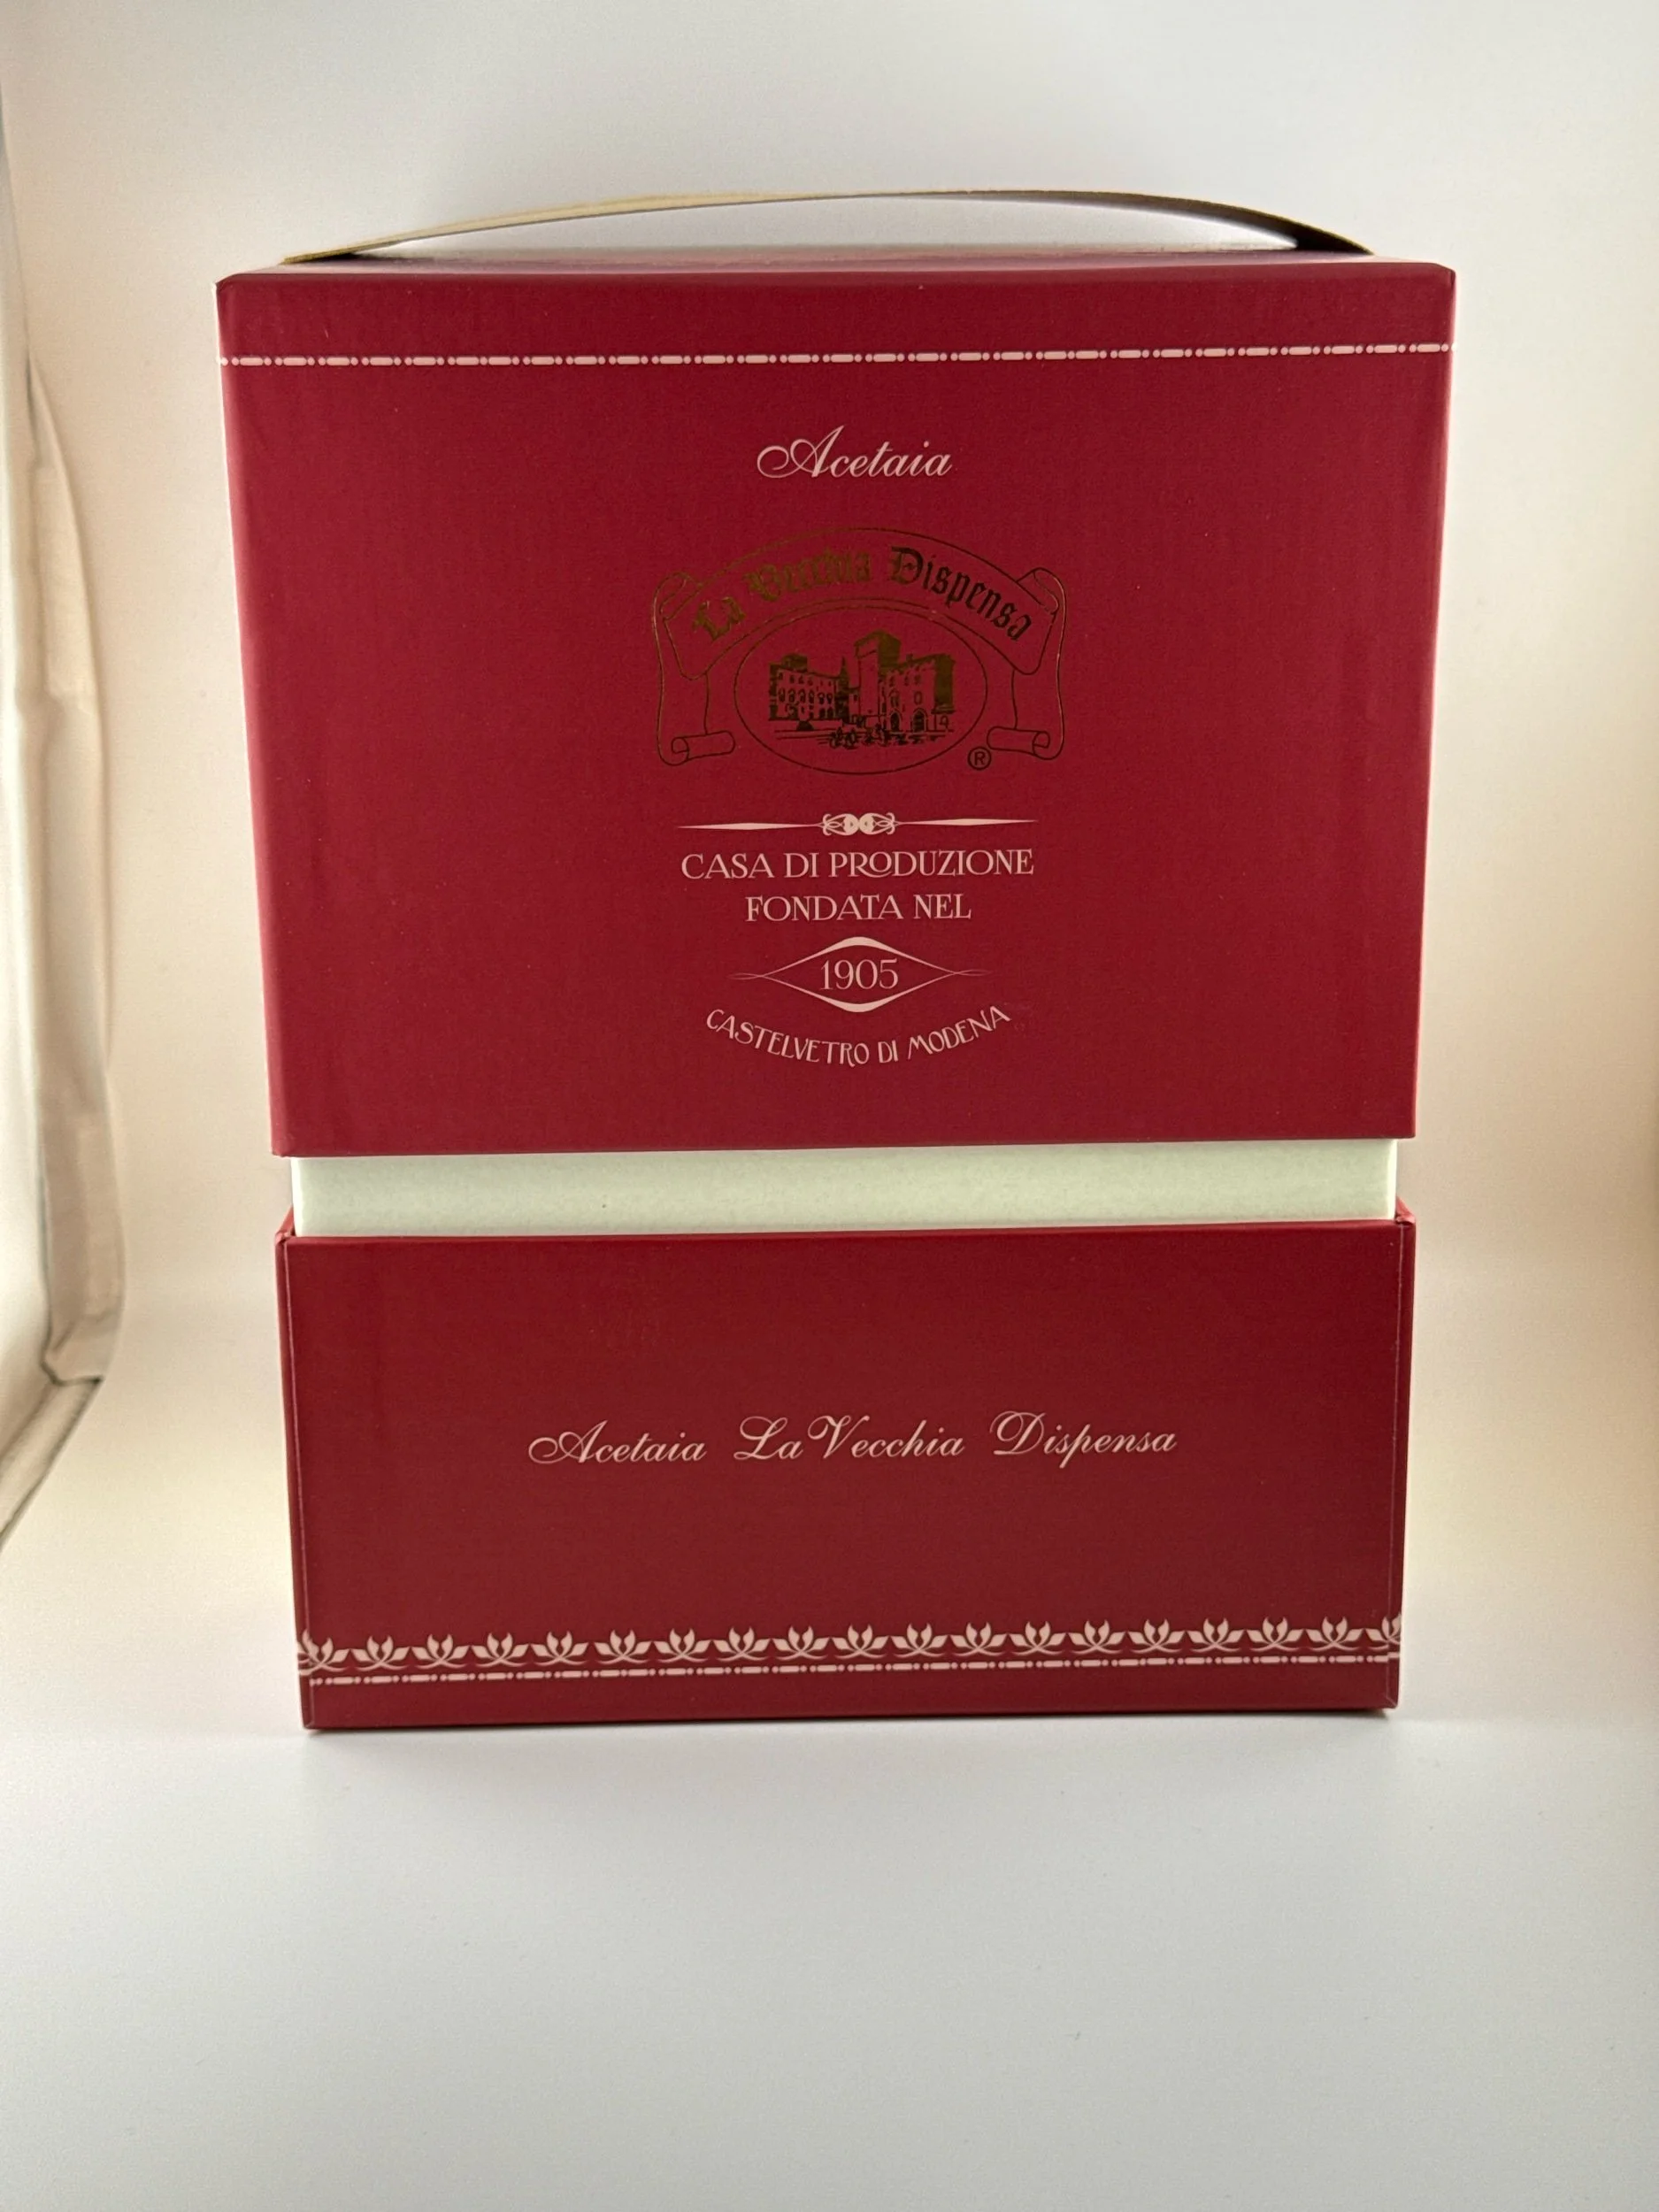 Acetaia
La Vecchia Dispensa
®
CASA DI PRODUZIONE
FONDATA NEL
1905
CASTELVETRO DI MODENA
Acetaia La Vecchia Dispensa